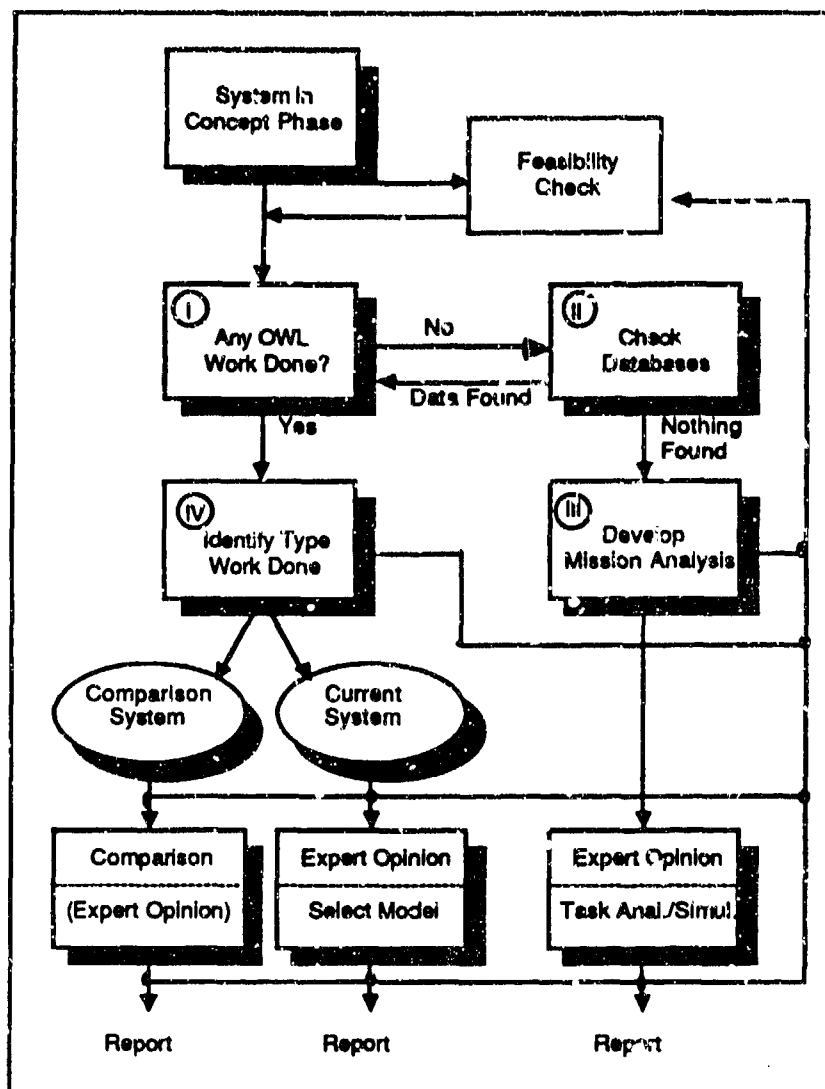 System in
Concept Phase
Feasibility
Check
I
Any OWL
Work Done?
No
Data Found
II
Check
Databases
Yes
Nothing
Found
IV
Identify Type
Work Done
III
Develop
Mission Analysis
Comparison
System
Current
System
Comparison
(Expert Opinion)
Expert Opinion
Select Model
Expert Opinion
Task Anal./Simul.
Report
Report
Report